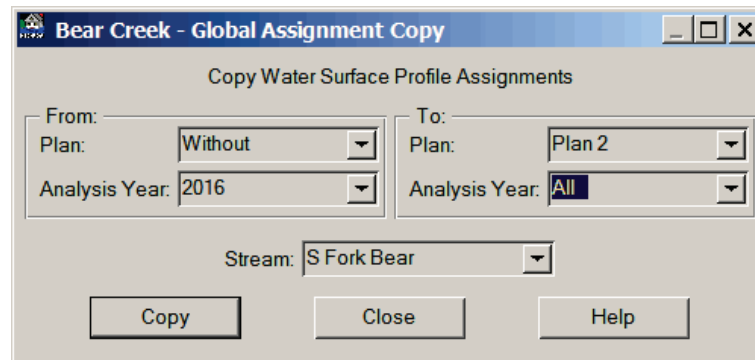 Bear Creek - Global Assignment Copy
Copy Water Surface Profile Assignments
From:
Plan: Without
Analysis Year: 2016
To:
Plan: Plan 2
Analysis Year: All
Stream: S Fork Bear
Copy Close Help